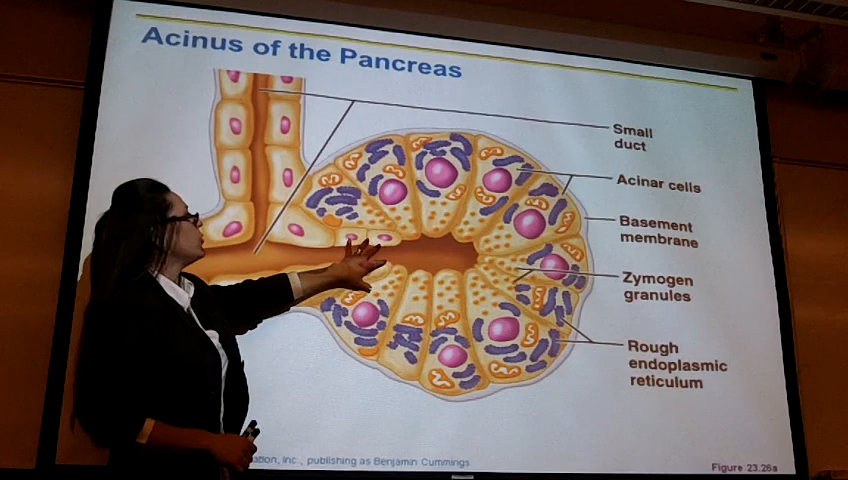 Acinus of the Pancreas
Small
duct
Acinar cells
Basement
membrane
Zymogen
granules
Rough
endoplasmic
reticulum
Inc., publishing as Benjamin Cummings
Figure 23.26a